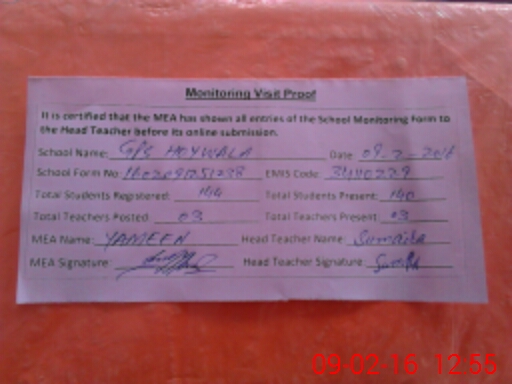 Monitoring Visit Proof
It is certified that the MEA has shown all entries of the School Monitoring Form to
the Head Teacher before its online submission.
School Name: GPS HOYWALA Date: 09-2-2016
School Form No: EMIS Code:
Total Students Registered: 144 Total Students Present: 140
Total Teachers Posted: 03 Total Teachers Present: 03
MEA Name: YAMEEN Head Teacher Name: Sumaira
MEA Signature: Head Teacher Signature:
09-02-16 12:55